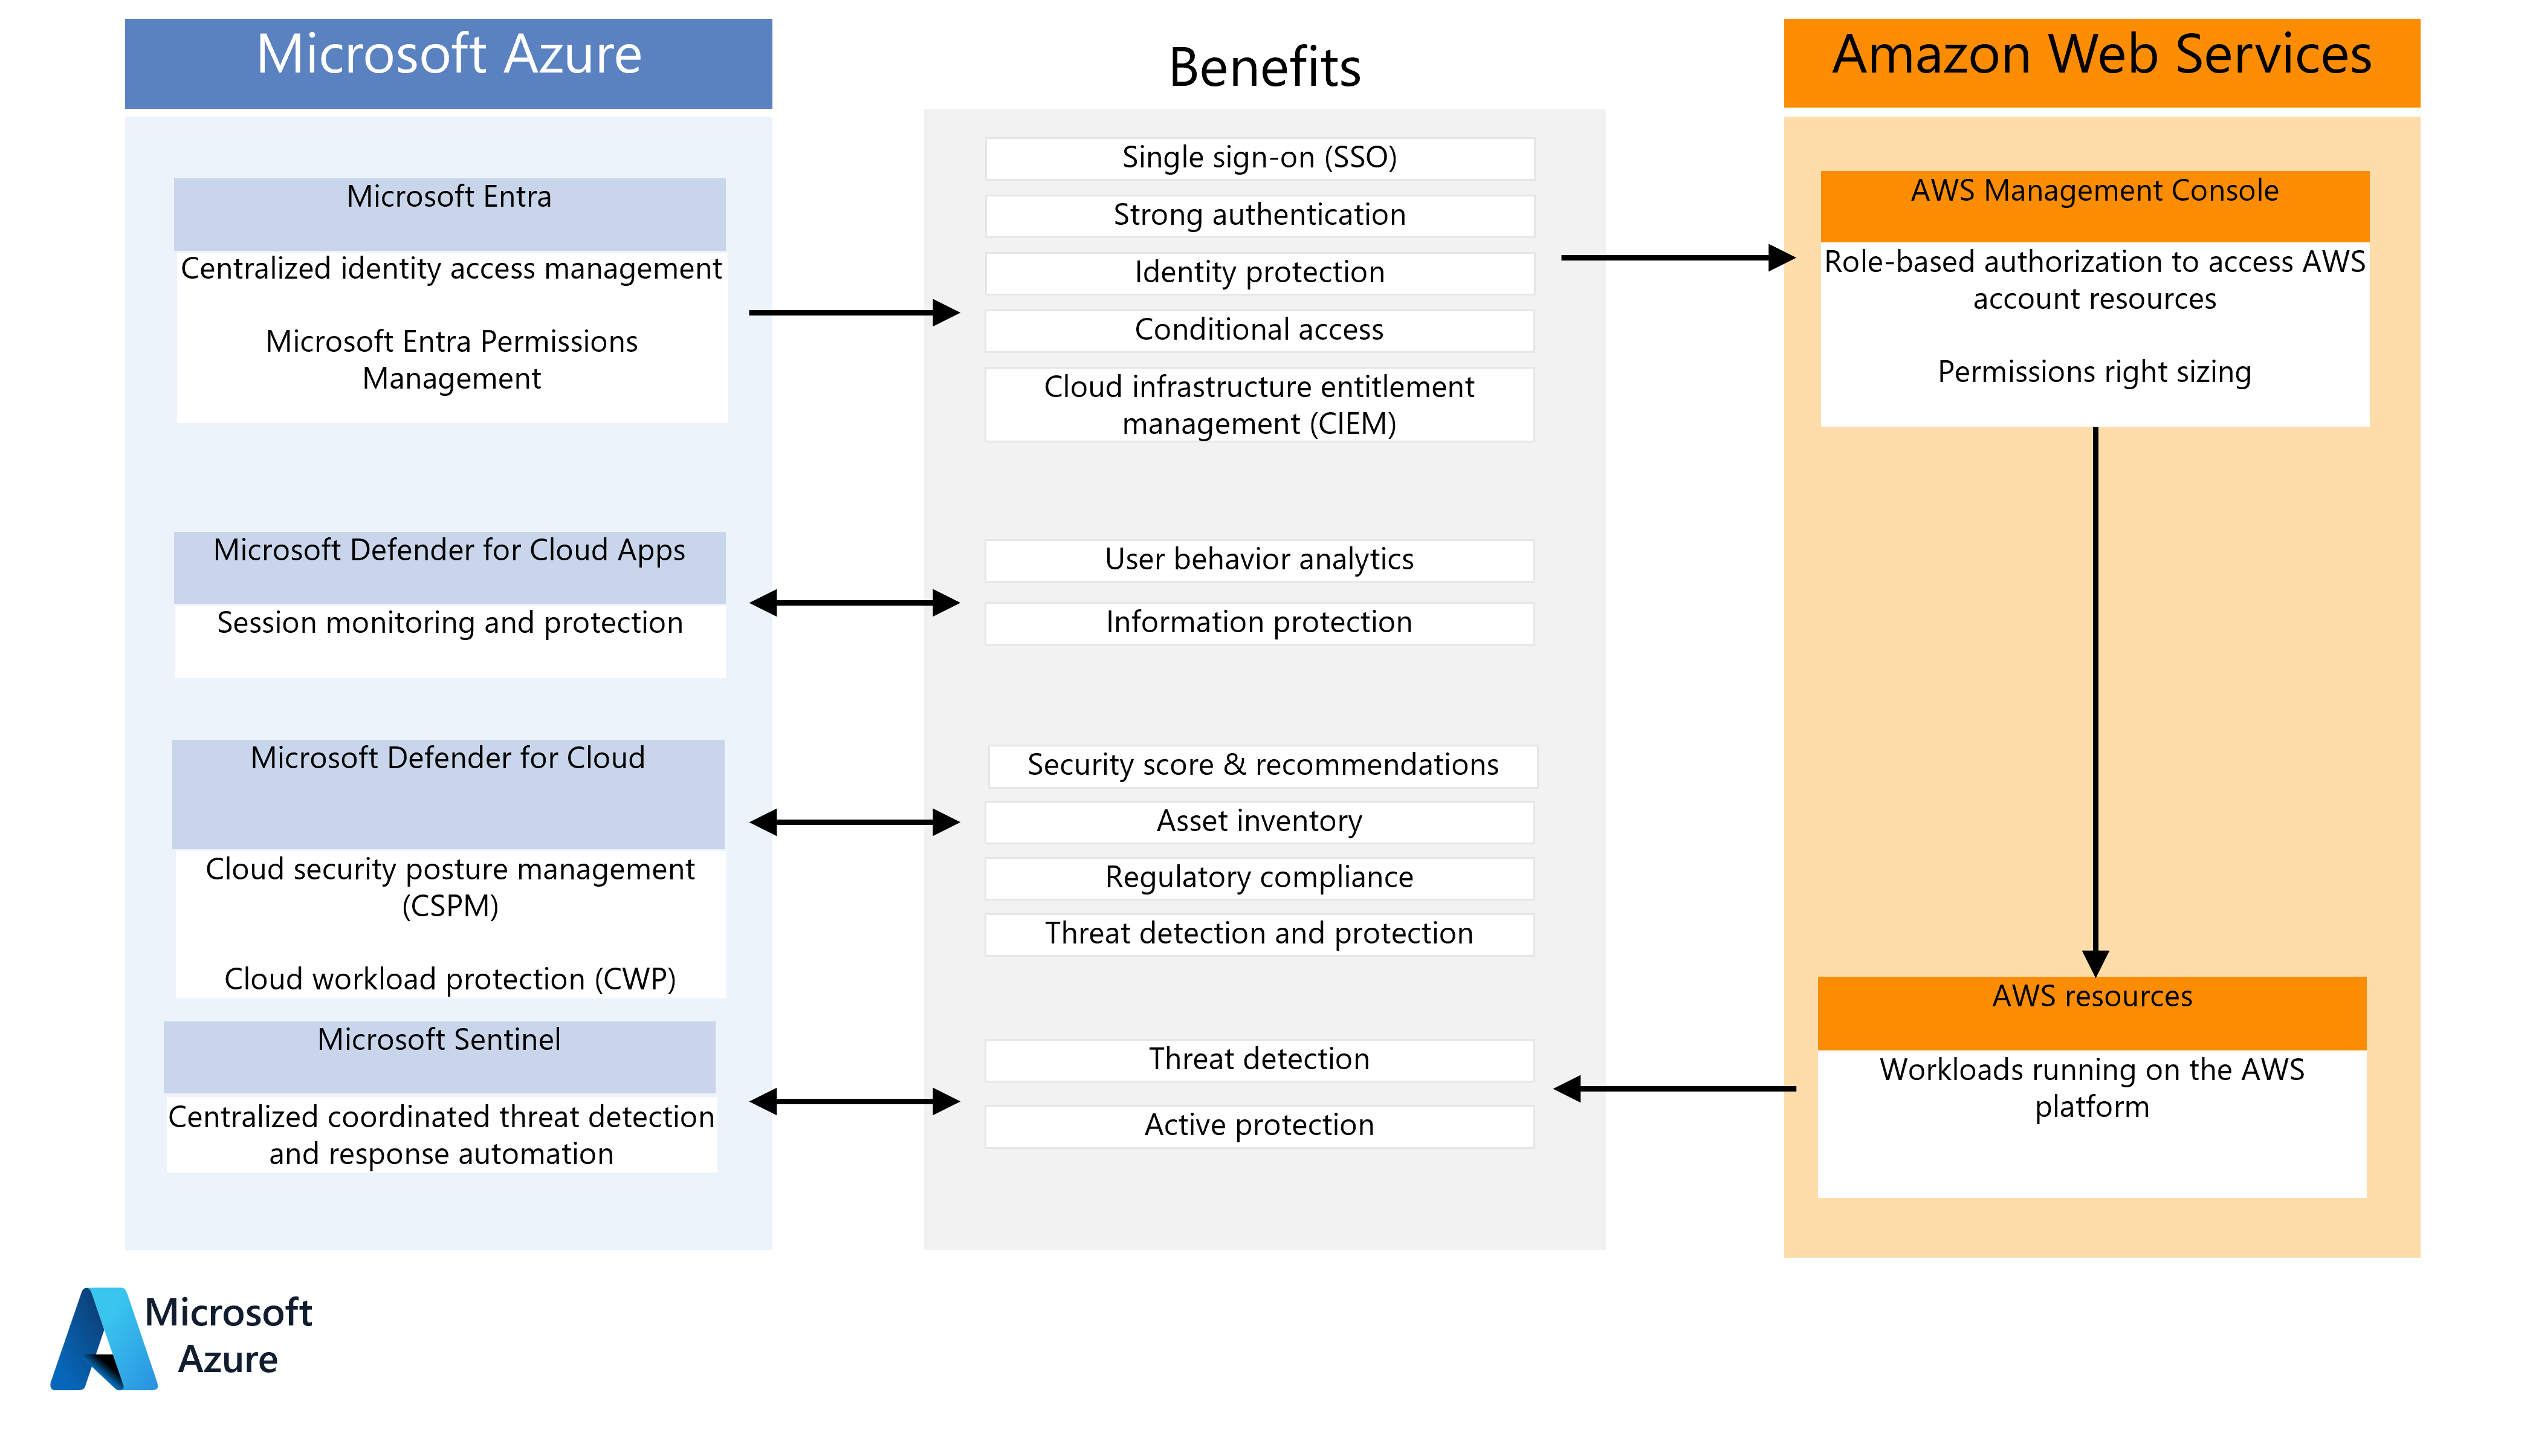 Microsoft Azure
Microsoft Entra
Centralized identity access management
Microsoft Entra Permissions
Management
Microsoft Defender for Cloud Apps
Session monitoring and protection
Microsoft Defender for Cloud
Cloud security posture management
(CSPM)
Cloud workload protection (CWP)
Microsoft Sentinel
Centralized coordinated threat detection
and response automation
Benefits
Single sign-on (SSO)
Strong authentication
Identity protection
Conditional access
Cloud infrastructure entitlement
management (CIEM)
User behavior analytics
Information protection
Security score & recommendations
Asset inventory
Regulatory compliance
Threat detection and protection
Threat detection
Active protection
Amazon Web Services
AWS Management Console
Role-based authorization to access AWS
account resources
Permissions right sizing
AWS resources
Workloads running on the AWS
platform
Microsoft
Azure